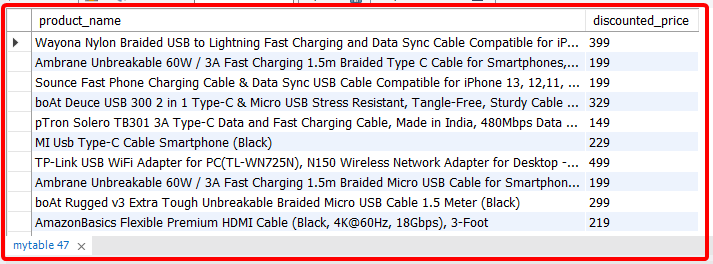 product_name discounted_price
Wayona Nylon Braided USB to Lightning Fast Charging and Data Sync Cable Compatible for iP... 399
Ambrane Unbreakable 60W / 3A Fast Charging 1.5m Braided Type C Cable for Smartphones,... 199
Sounce Fast Phone Charging Cable & Data Sync USB Cable Compatible for iPhone 13, 12,11, ... 199
boAt Deuce USB 300 2 in 1 Type-C & Micro USB Stress Resistant, Tangle-Free, Sturdy Cable ... 329
pTron Solero TB301 3A Type-C Data and Fast Charging Cable, Made in India, 480Mbps Data ... 149
MI Usb Type-C Cable Smartphone (Black) 229
TP-Link USB WiFi Adapter for PC(TL-WN725N), N150 Wireless Network Adapter for Desktop -... 499
Ambrane Unbreakable 60W / 3A Fast Charging 1.5m Braided Micro USB Cable for Smartphon... 199
boAt Rugged v3 Extra Tough Unbreakable Braided Micro USB Cable 1.5 Meter (Black) 299
AmazonBasics Flexible Premium HDMI Cable (Black, 4K@60Hz, 18Gbps), 3-Foot 219
mytable 47